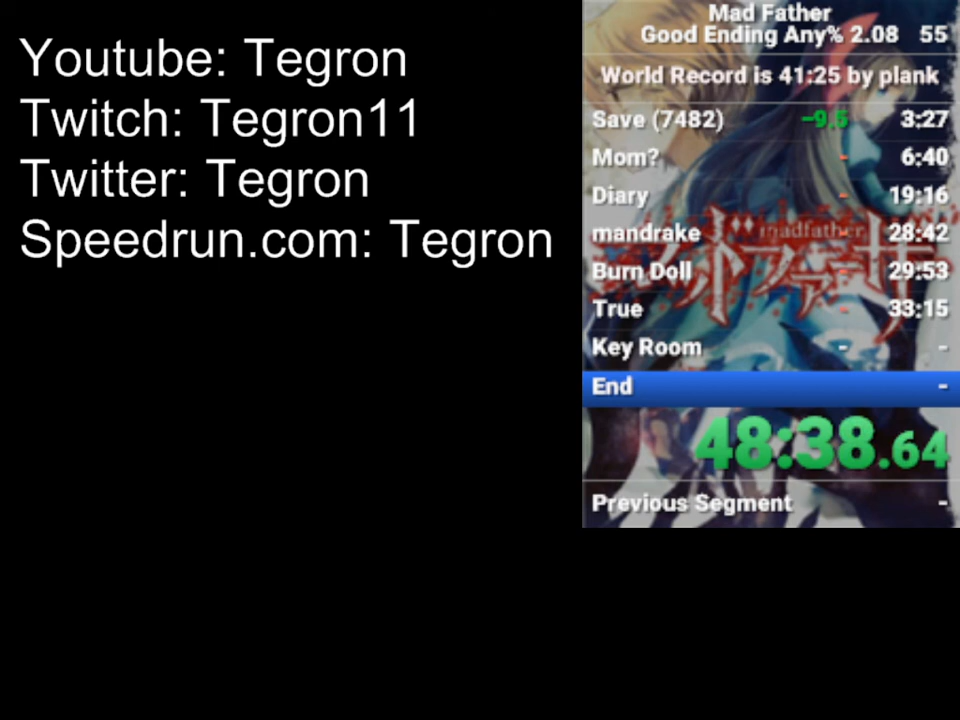 Youtube: Tegron
Twitch: Tegron11
Twitter: Tegron
Speedrun.com: Tegron
Mad Father
Good Ending Any% 2.08 55
World Record is 41:25 by plank
Save (7482) -9.5 3:27
Mom? - 6:40
Diary - 19:16
mandrake - 28:42
madfather
Burn Doll - 29:53
True - 33:15
Key Room - -
End -
48:38.64
Previous Segment -